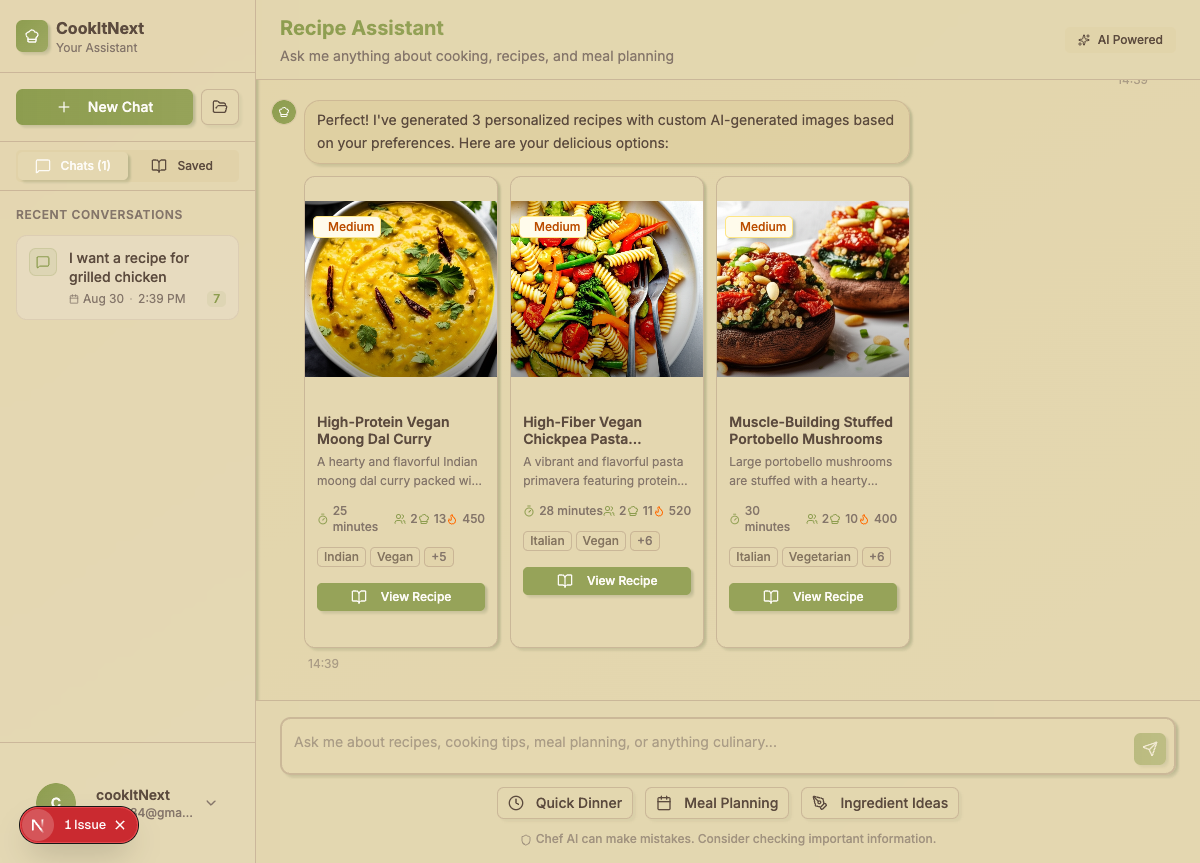 CookItNext
Your Assistant
New Chat
Chats (1)
Saved
RECENT CONVERSATIONS
I want a recipe for
grilled chicken
Aug 30 · 2:39 PM
7
cookItNext
84@gma...
1 Issue
Recipe Assistant
Ask me anything about cooking, recipes, and meal planning
AI Powered
14:39
Perfect! I've generated 3 personalized recipes with custom AI-generated images based
on your preferences. Here are your delicious options:
Medium
High-Protein Vegan
Moong Dal Curry
A hearty and flavorful Indian
moong dal curry packed wi...
25
minutes
2 13 450
Indian Vegan +5
View Recipe
Medium
High-Fiber Vegan
Chickpea Pasta...
A vibrant and flavorful pasta
primavera featuring protein...
28 minutes 2 11 520
Italian Vegan +6
View Recipe
Medium
Muscle-Building Stuffed
Portobello Mushrooms
Large portobello mushrooms
are stuffed with a hearty...
30
minutes
2 10 400
Italian Vegetarian +6
View Recipe
14:39
Ask me about recipes, cooking tips, meal planning, or anything culinary...
Quick Dinner
Meal Planning
Ingredient Ideas
Chef AI can make mistakes. Consider checking important information.